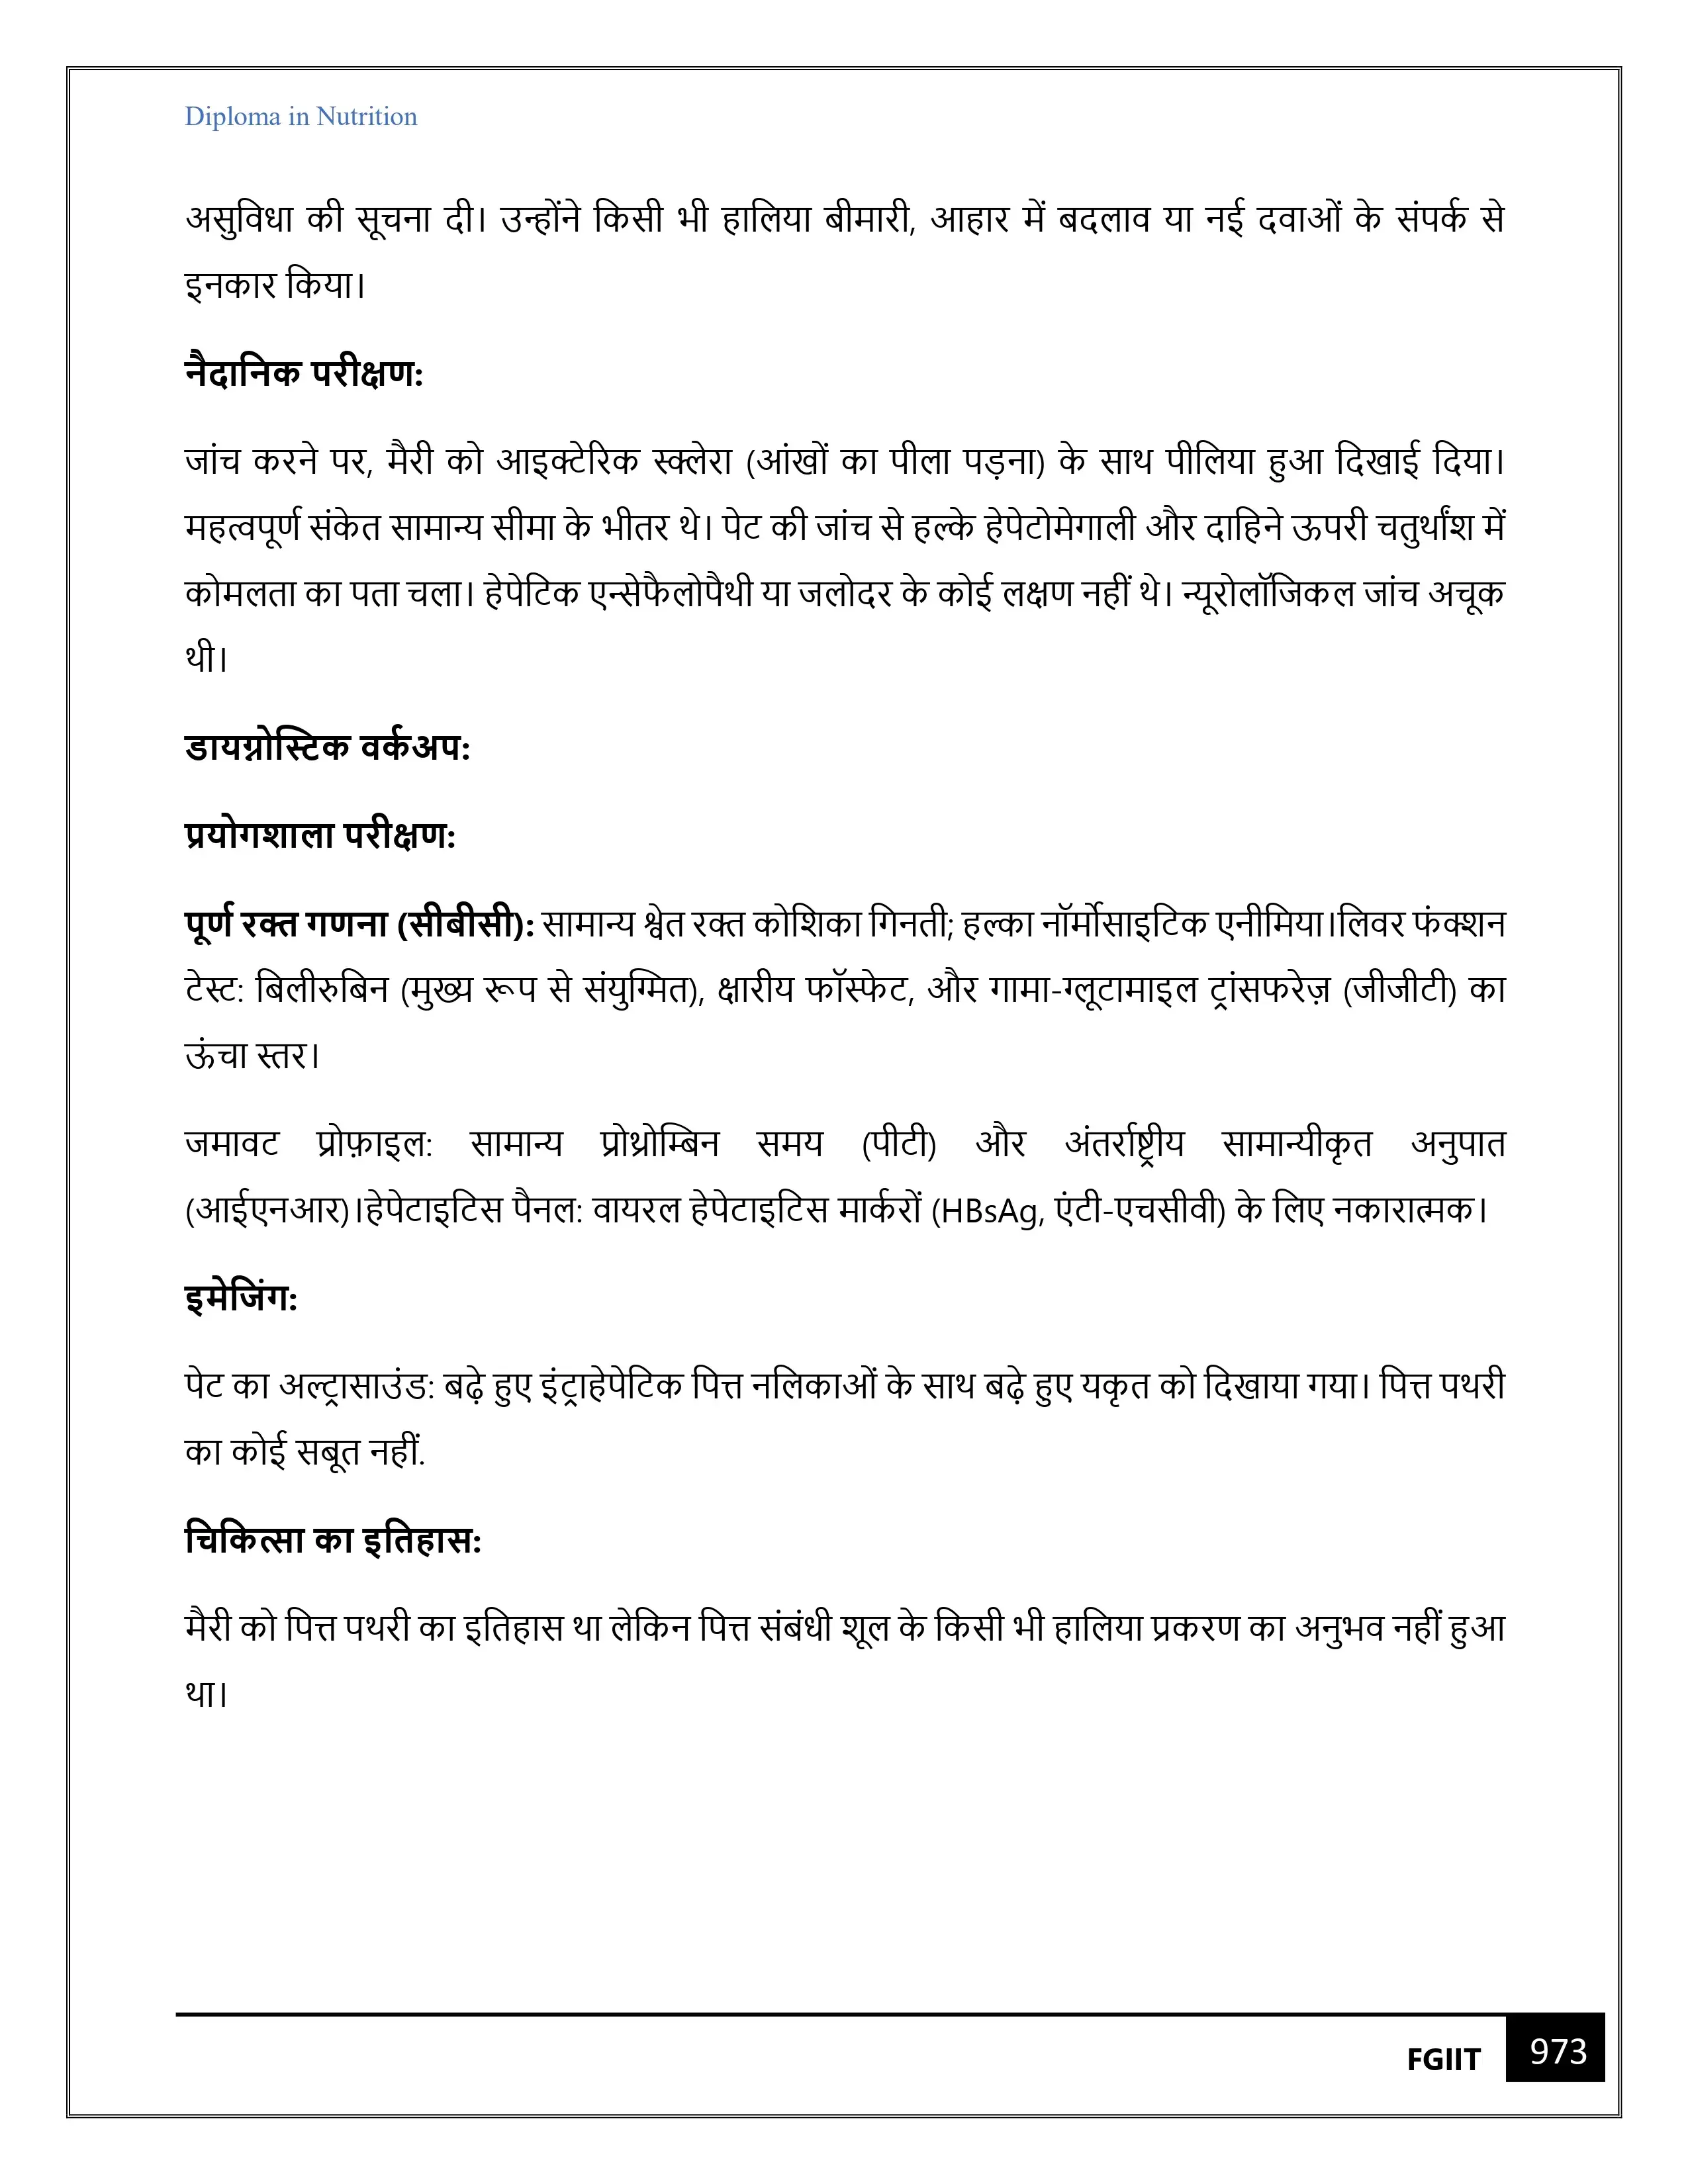 Diploma in Nutrition
असुविधा की सूचना दी। उन्होंने किसी भी हालिया बीमारी, आहार में बदलाव या नई दवाओं के संपर्क से
इनकार किया।
नैदानिक परीक्षण:
जांच करने पर, मैरी को आइक्टेरिक स्क्लेरा (आंखों का पीला पड़ना) के साथ पीलिया हुआ दिखाई दिया।
महत्वपूर्ण संकेत सामान्य सीमा के भीतर थे। पेट की जांच से हल्के हेपेटोमेगाली और दाहिने ऊपरी चतुर्थांश में
कोमलता का पता चला। हेपेटिक एन्सेफैलोपैथी या जलोदर के कोई लक्षण नहीं थे। न्यूरोलॉजिकल जांच अचूक
थी।
डायग्नोस्टिक वर्कअप:
प्रयोगशाला परीक्षण:
पूर्ण रक्त गणना (सीबीसी): सामान्य श्वेत रक्त कोशिका गिनती; हल्का नॉर्मोसाइटिक एनीमिया।लिवर फंक्शन
टेस्ट: बिलीरुबिन (मुख्य रूप से संयुग्मित), क्षारीय फॉस्फेट, और गामा-ग्लूटामाइल ट्रांसफरेज़ (जीजीटी) का
ऊंचा स्तर।
जमावट प्रोफ़ाइल: सामान्य प्रोथ्रोम्बिन समय (पीटी) और अंतर्राष्ट्रीय सामान्यीकृत अनुपात
(आईएनआर)।हेपेटाइटिस पैनल: वायरल हेपेटाइटिस मार्करों (HBsAg, एंटी-एचसीवी) के लिए नकारात्मक।
इमेजिंग:
पेट का अल्ट्रासाउंड: बढ़े हुए इंट्राहेपेटिक पित्त नलिकाओं के साथ बढ़े हुए यकृत को दिखाया गया। पित्त पथरी
का कोई सबूत नहीं.
चिकित्सा का इतिहास:
मैरी को पित्त पथरी का इतिहास था लेकिन पित्त संबंधी शूल के किसी भी हालिया प्रकरण का अनुभव नहीं हुआ
था।
FGIIT 973